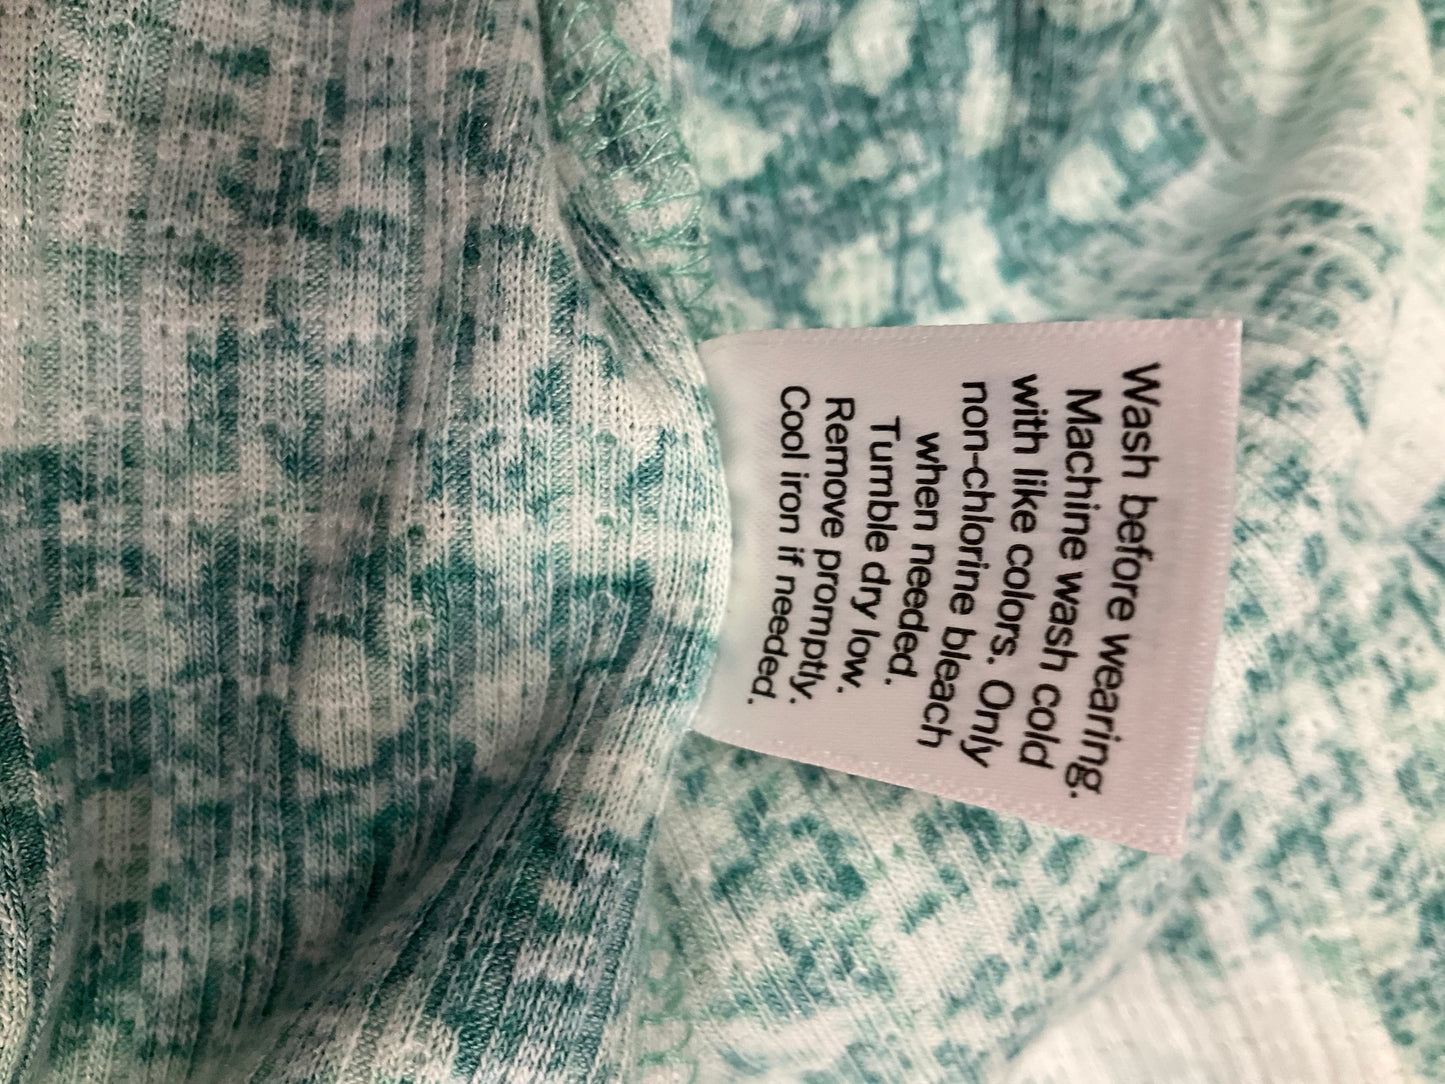 Wash before wearing.
Machine wash cold
with like colors. Only
non-chlorine bleach
when needed.
Tumble dry low.
Remove promptly.
Cool iron if needed.